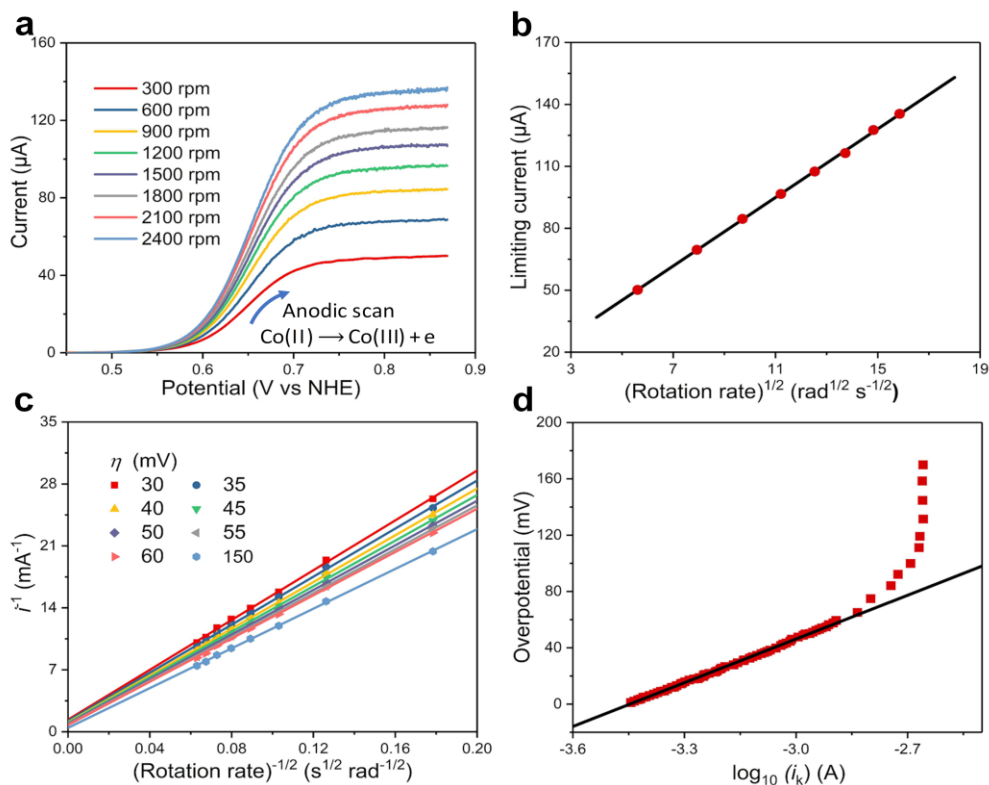 a
160
120
80
40
0
Current (µA)
300 rpm
600 rpm
900 rpm
1200 rpm
1500 rpm
1800 rpm
2100 rpm
2400 rpm
Anodic scan
Co(II) → Co(III) + e
0.5 0.6 0.7 0.8 0.9
Potential (V vs NHE)
b
170
140
110
80
50
20
Limiting current (µA)
3 7 11 15 19
(Rotation rate)^1/2 (rad^1/2 s^-1/2)
c
35
28
21
14
7
0
i^-1 (mA^-1)
η (mV)
30 35
40 45
50 55
60 150
0.00 0.04 0.08 0.12 0.16 0.20
(Rotation rate)^-1/2 (s^1/2 rad^-1/2)
d
200
160
120
80
40
0
Overpotential (mV)
-3.6 -3.3 -3.0 -2.7
log10 (ik) (A)